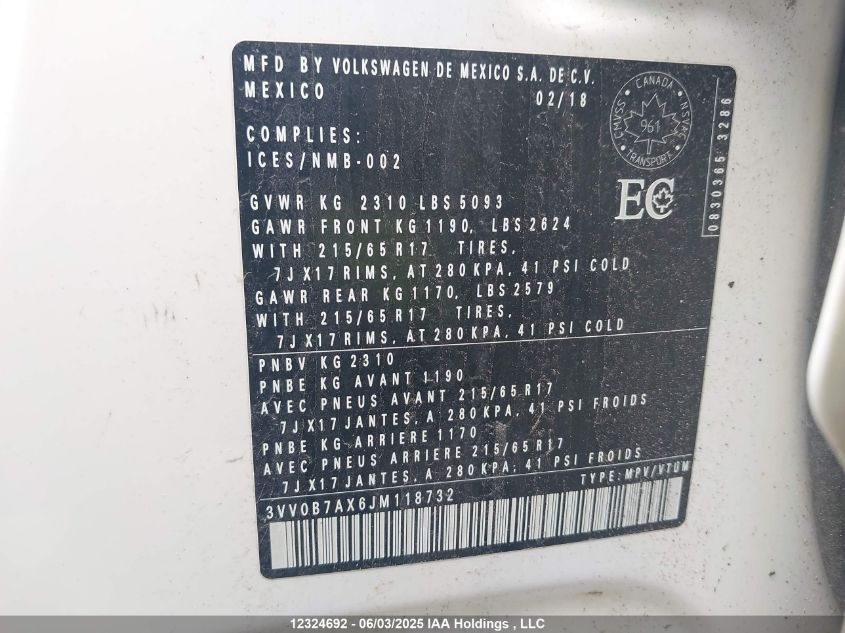 MFD BY VOLKSWAGEN DE MEXICO S.A. DE C.V.
MEXICO 02/18
CANADA
CMVSS NSVAC
961
TRANSPORT
COMPLIES:
ICES/NMB-002
EC
0830365 3286
GVWR KG 2310 LBS 5093
GAWR FRONT KG 1190, LBS 2624
WITH 215/65 R17 TIRES,
7J X17 RIMS, AT 280 KPA, 41 PSI COLD
GAWR REAR KG 1170, LBS 2579
WITH 215/65 R17 TIRES,
7J X17 RIMS, AT 280 KPA, 41 PSI COLD
PNBV KG 2310
PNBE KG AVANT 1190
AVEC PNEUS AVANT 215/65 R17
7J X17 JANTES, A 280 KPA, 41 PSI FROIDS
PNBE KG ARRIERE 1170
AVEC PNEUS ARRIERE 215/65 R17
7J X17 JANTES, A 280 KPA, 41 PSI FROIDS
TYPE: MPV/VTUM
3VV0B7AX6JM118732
12324692 - 06/03/2025 IAA Holdings , LLC